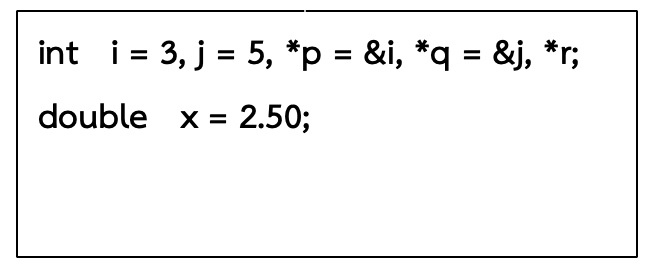 int i = 3, j = 5, *p = &i, *q = &j, *r;
double x = 2.50;